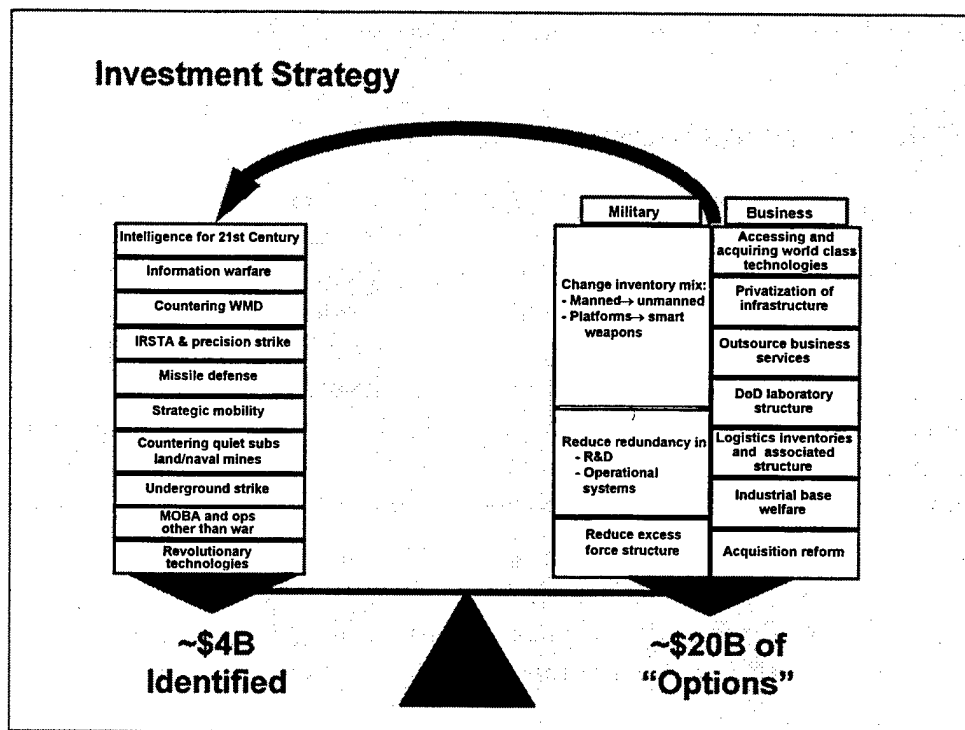 Investment Strategy
Intelligence for 21st Century
Information warfare
Countering WMD
IRSTA & precision strike
Missile defense
Strategic mobility
Countering quiet subs
land/naval mines
Underground strike
MOBA and ops
other than war
Revolutionary
technologies
~$4B
Identified
Military
Change inventory mix:
- Manned→ unmanned
- Platforms→ smart
weapons
Reduce redundancy in
- R&D
- Operational
systems
Reduce excess
force structure
Business
Accessing and
acquiring world class
technologies
Privatization of
infrastructure
Outsource business
services
DoD laboratory
structure
Logistics inventories
and associated
structure
Industrial base
welfare
Acquisition reform
~$20B of
“Options”